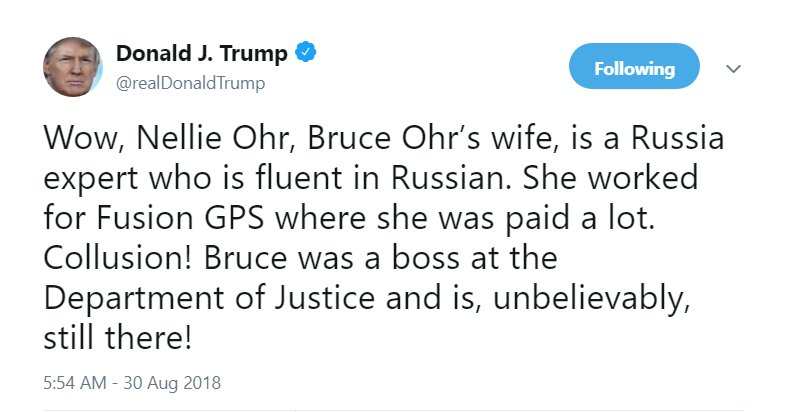 Donald J. Trump
@realDonaldTrump
Following
Wow, Nellie Ohr, Bruce Ohr’s wife, is a Russia
expert who is fluent in Russian. She worked
for Fusion GPS where she was paid a lot.
Collusion! Bruce was a boss at the
Department of Justice and is, unbelievably,
still there!
5:54 AM - 30 Aug 2018